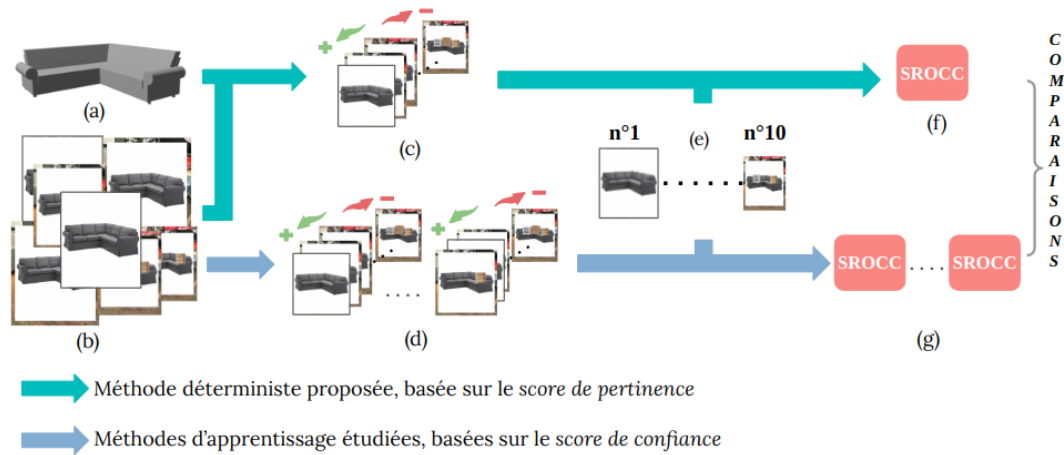 (a)
(b)
(c)
(d)
n°1
(e)
n°10
SROCC
(f)
SROCC
. . . .
SROCC
(g)
COMPARAISONS
Méthode déterministe proposée, basée sur le score de pertinence
Méthodes d'apprentissage étudiées, basées sur le score de confiance